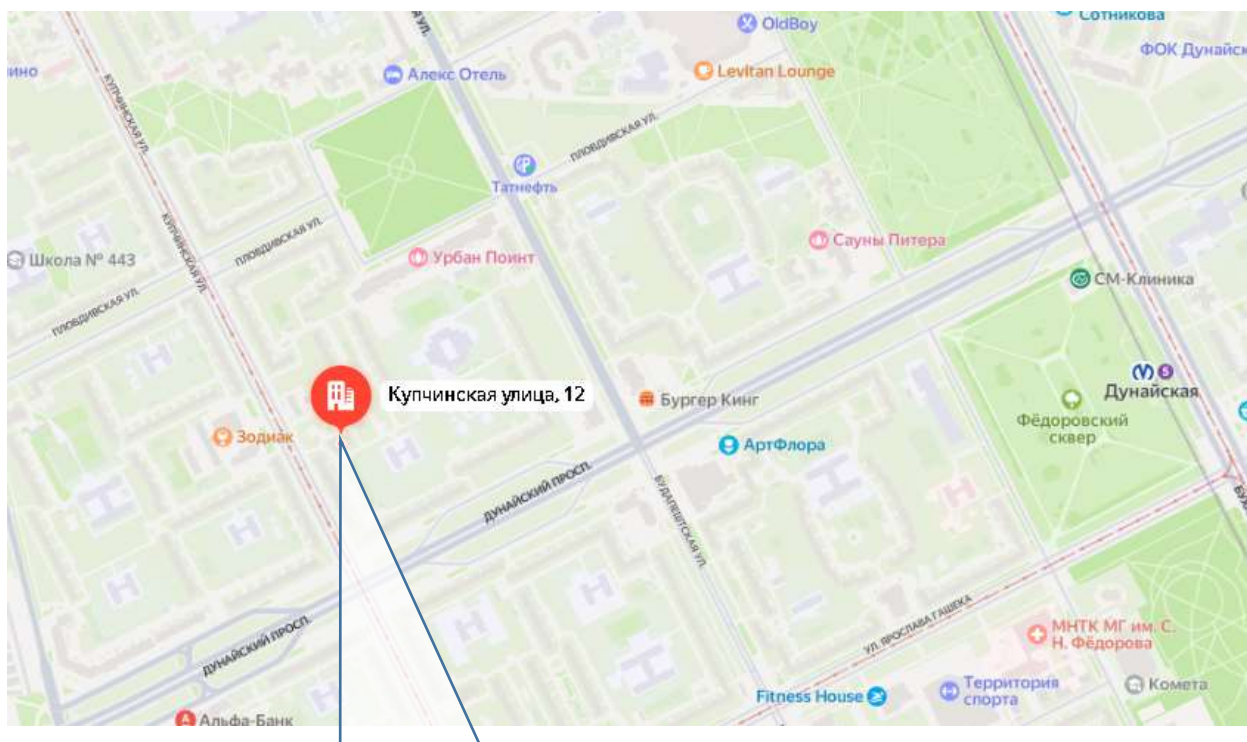 Сотникова
OldBoy
ФОК Дунайск
Алекс Отель
Levitan Lounge
ино
КУПЧИНСКАЯ УЛ.
ПЛОВДИВСКАЯ УЛ.
Татнефть
КУПЧИНСКАЯ УЛ.
ПЛОВДИВСКАЯ УЛ.
Сауны Питера
Школа № 443
Урбан Поинт
СМ-Клиника
ПЛОВДИВСКАЯ УЛ.
Купчинская улица, 12
Бургер Кинг
5
Дунайская
Фёдоровский
сквер
Зодиак
АртФлора
ДУНАЙСКИЙ ПРОСП.
БУДАПЕШТСКАЯ УЛ.
УЛ. ЯРОСЛАВА ГАШЕКА
МНТК МГ им. С.
Н. Фёдорова
ДУНАЙСКИЙ ПРОСП.
Fitness House
Территория
спорта
Комета
Альфа-Банк